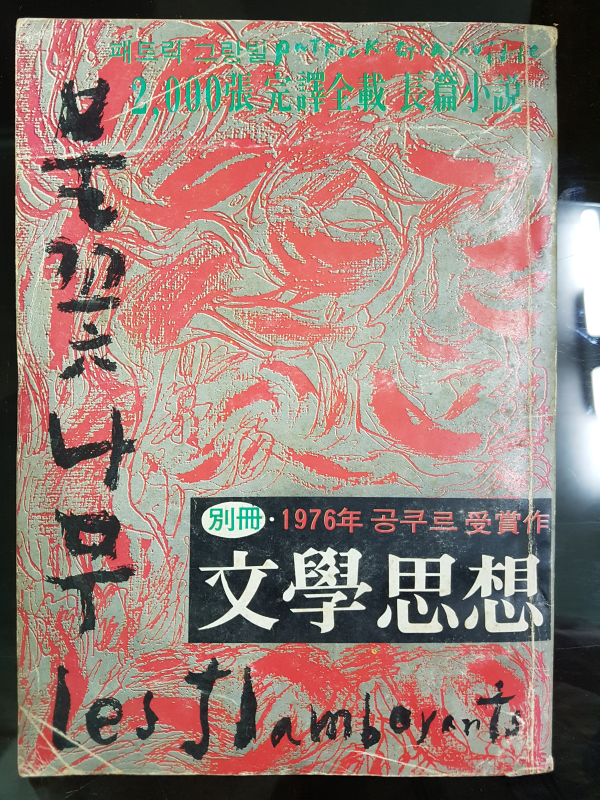 패트릭 그랑빌 Patrick Grainville
2,000張 完譯全載 長篇小說
불꽃나무
別冊·1976年 공쿠르 受賞作
文學思想
les flamboyants